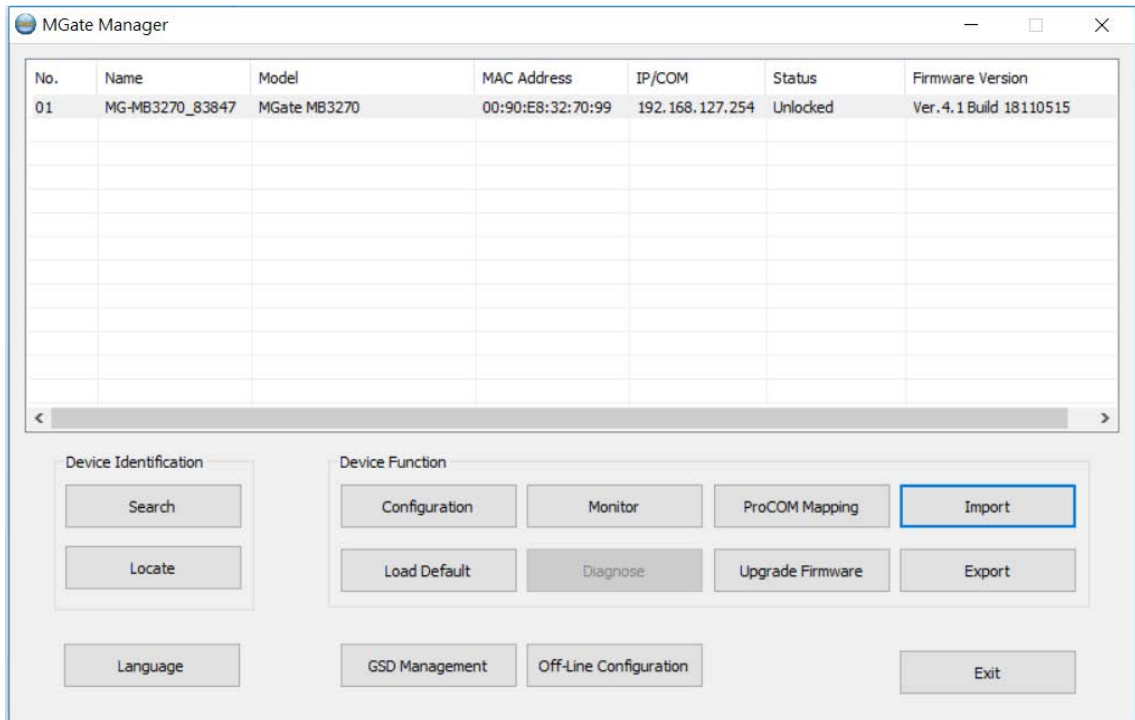 MGate Manager
No. Name Model MAC Address IP/COM Status Firmware Version
01 MG-MB3270_83847 MGate MB3270 00:90:E8:32:70:99 192.168.127.254 Unlocked Ver.4.1 Build 18110515
Device Identification Device Function
Search Configuration Monitor ProCOM Mapping Import
Locate Load Default Diagnose Upgrade Firmware Export
Language GSD Management Off-Line Configuration Exit